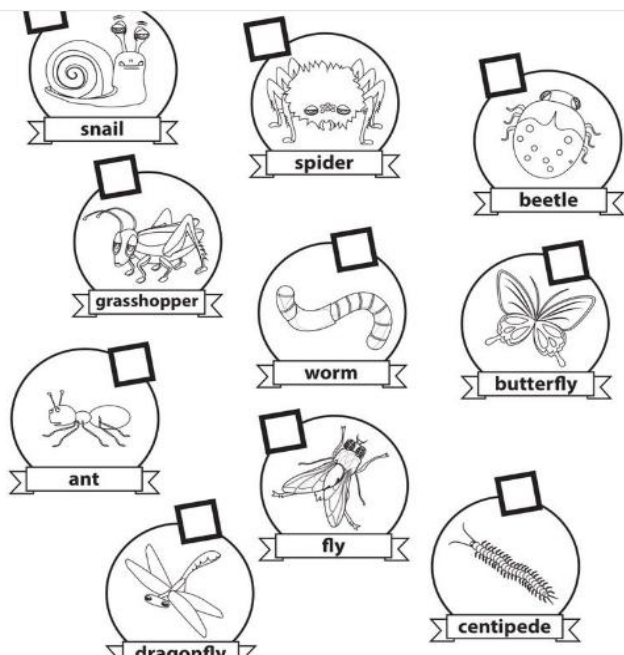 snail
spider
beetle
grasshopper
worm
butterfly
ant
fly
dragonfly
centipede